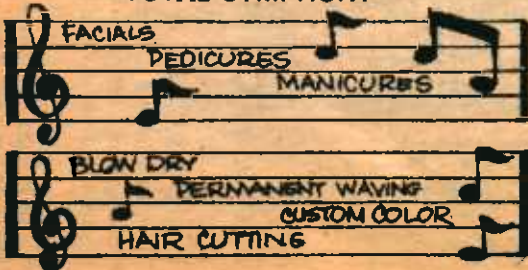 FACIALS
PEDICURES
MANICURES
BLOW DRY
PERMANENT WAVING
CUSTOM COLOR
HAIR CUTTING